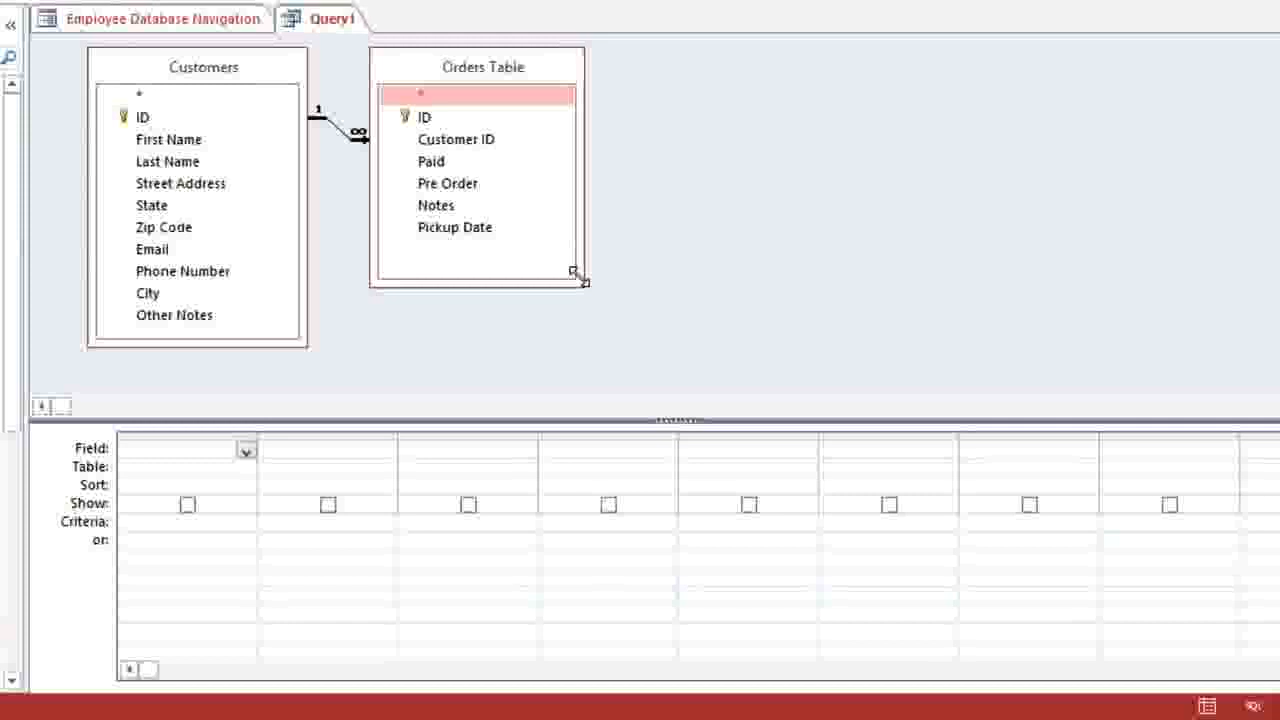 «
Employee Database Navigation
Query1
Customers
*
ID
First Name
Last Name
Street Address
State
Zip Code
Email
Phone Number
City
Other Notes
1
∞
Orders Table
*
ID
Customer ID
Paid
Pre Order
Notes
Pickup Date
Field:
Table:
Sort:
Show:
Criteria:
or:
SQL